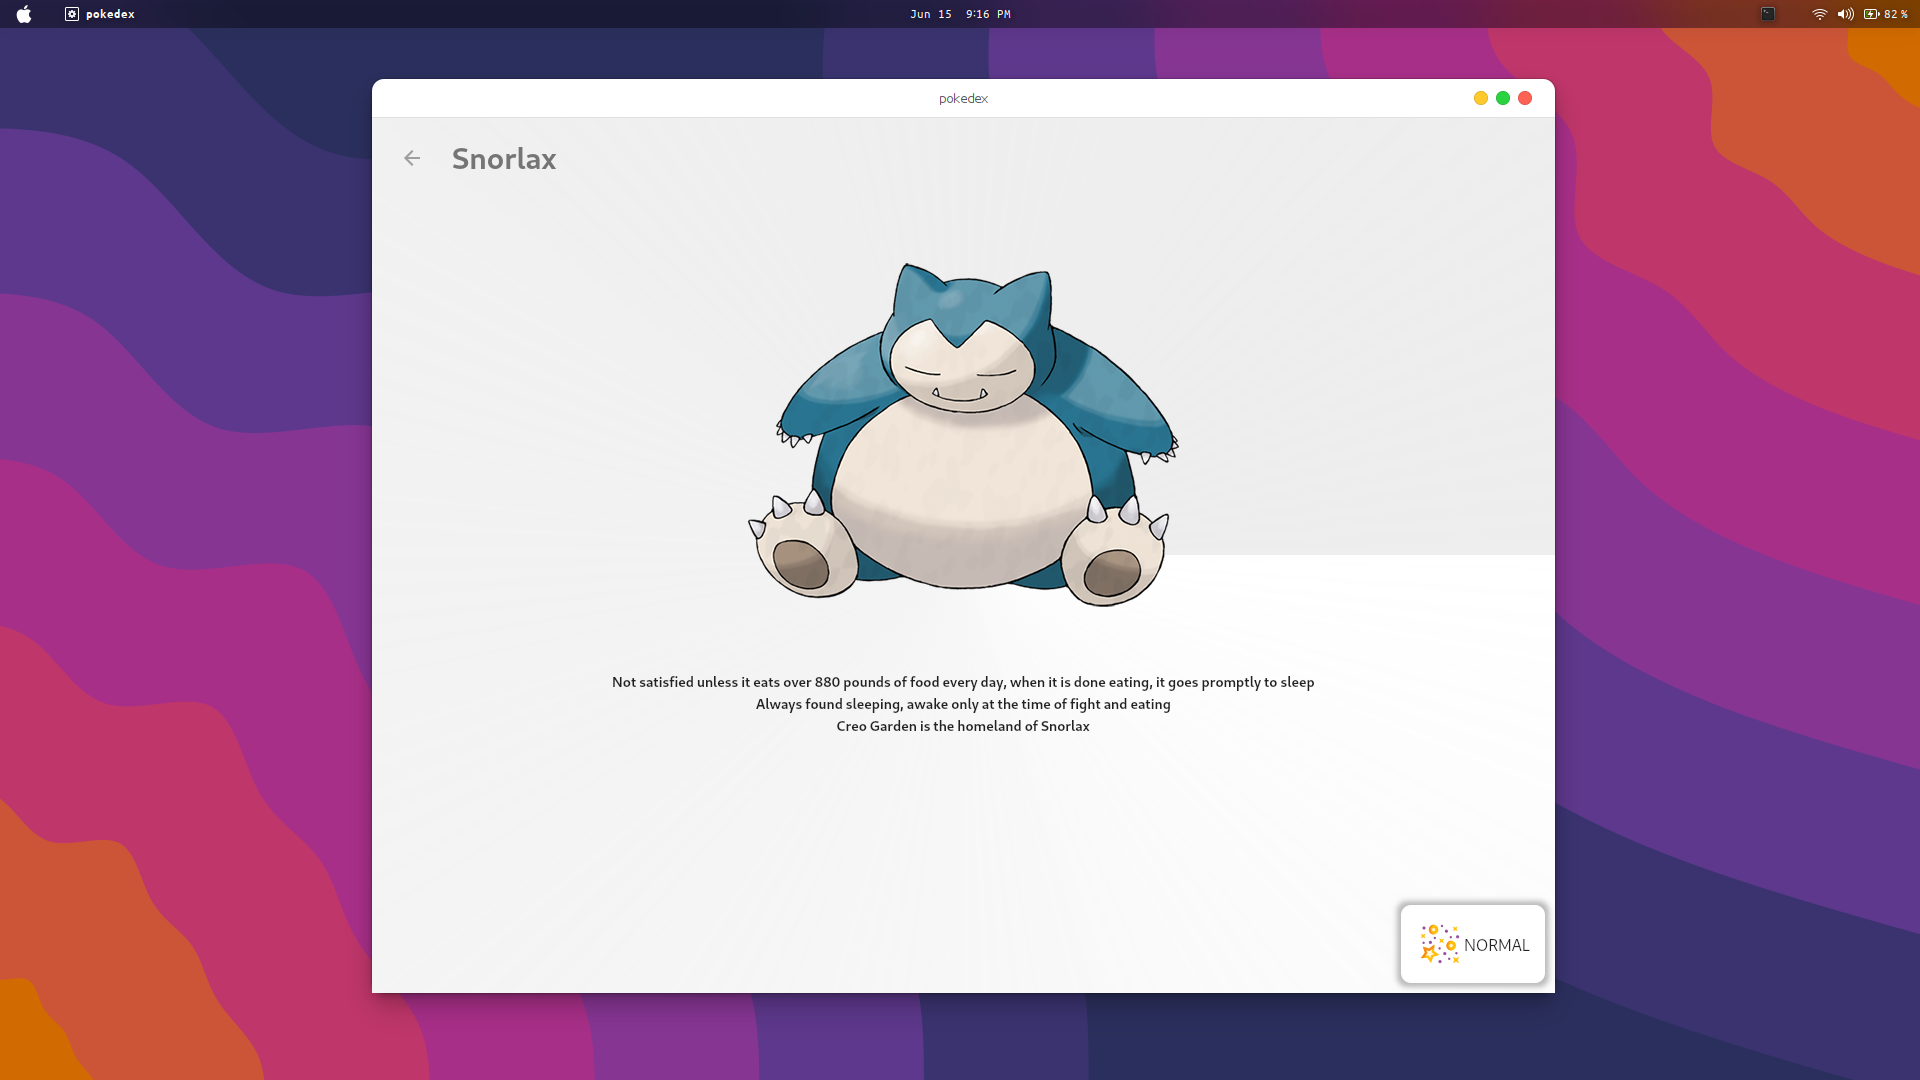 pokedex
Jun 15 9:16 PM
82%
pokedex
Snorlax
Not satisfied unless it eats over 880 pounds of food every day, when it is done eating, it goes promptly to sleep
Always found sleeping, awake only at the time of fight and eating
Creo Garden is the homeland of Snorlax
NORMAL